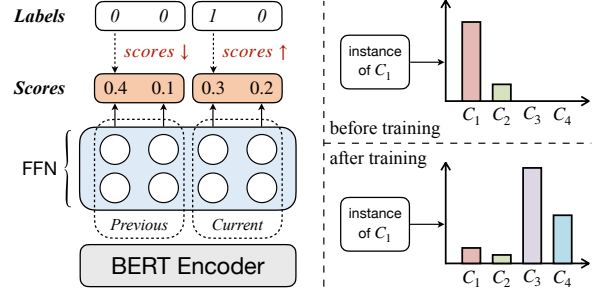 Labels 0 0 1 0
scores ↓ scores ↑
Scores 0.4 0.1 0.3 0.2
FFN
Previous Current
BERT Encoder
instance
of C1
C1 C2 C3 C4
before training
after training
instance
of C1
C1 C2 C3 C4